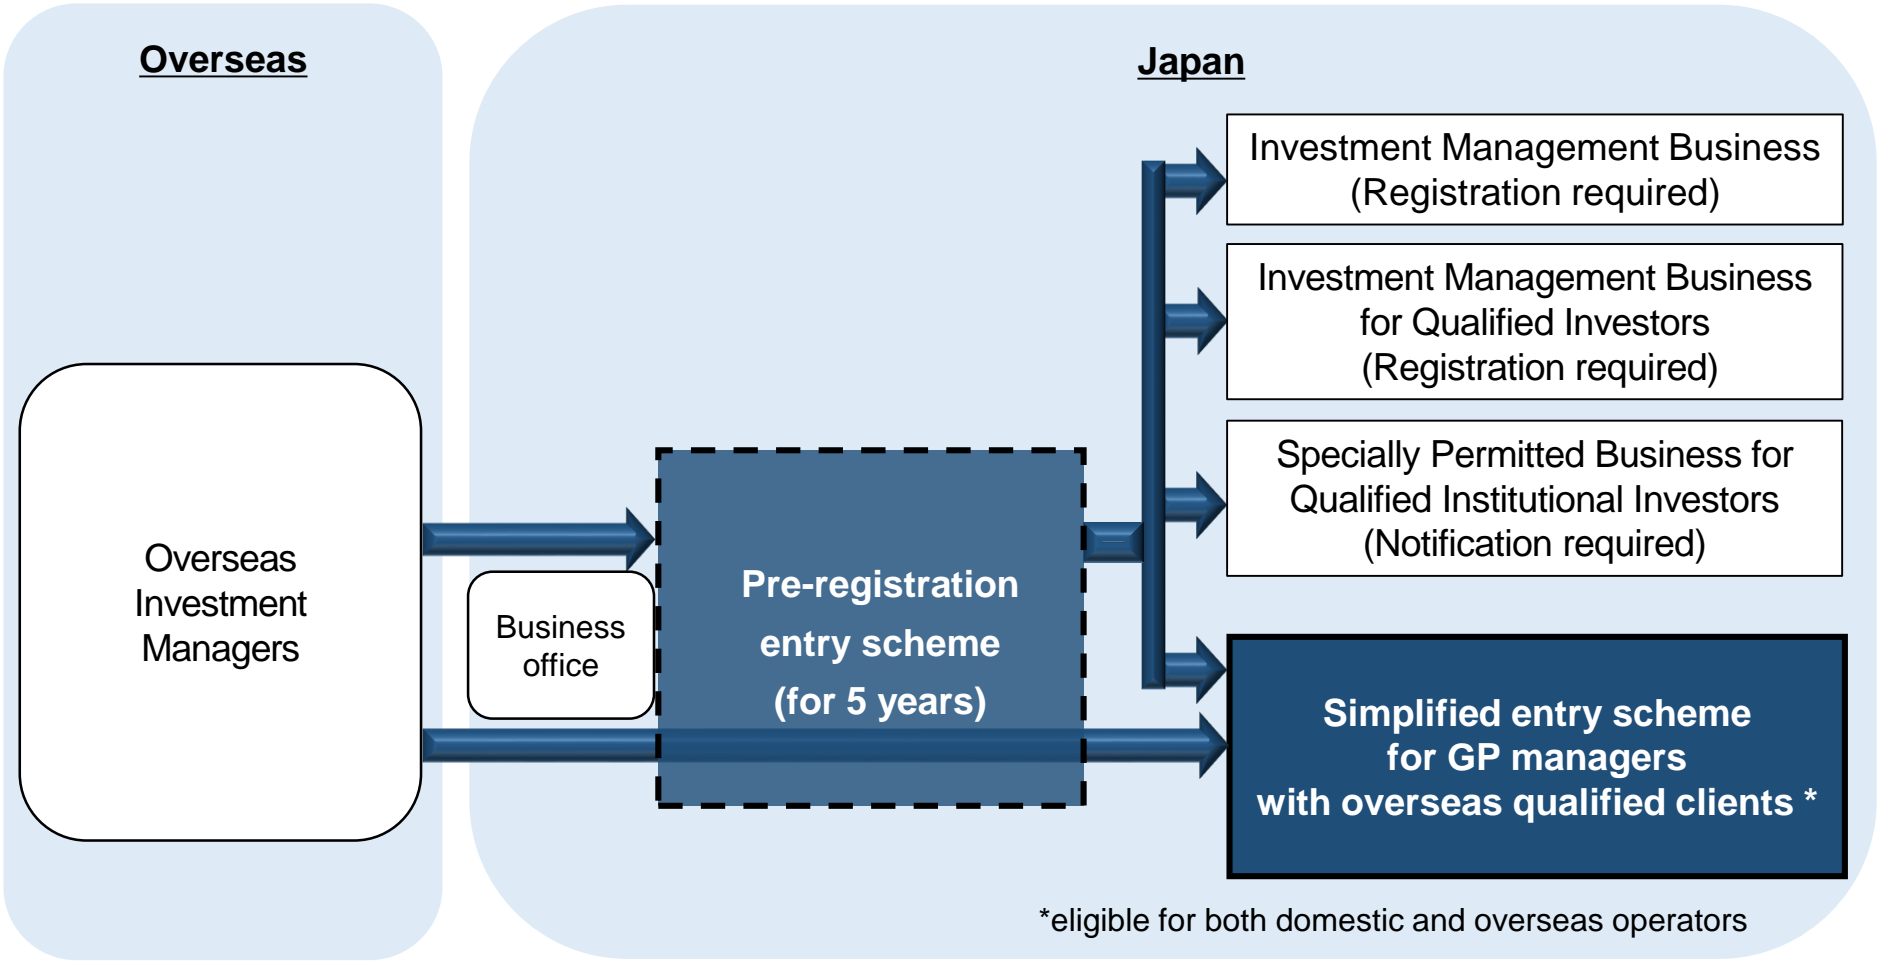 Overseas
Japan
Overseas
Investment
Managers
Business
office
Pre-registration
entry scheme
(for 5 years)
Investment Management Business
(Registration required)
Investment Management Business
for Qualified Investors
(Registration required)
Specially Permitted Business for
Qualified Institutional Investors
(Notification required)
Simplified entry scheme
for GP managers
with overseas qualified clients *
*eligible for both domestic and overseas operators